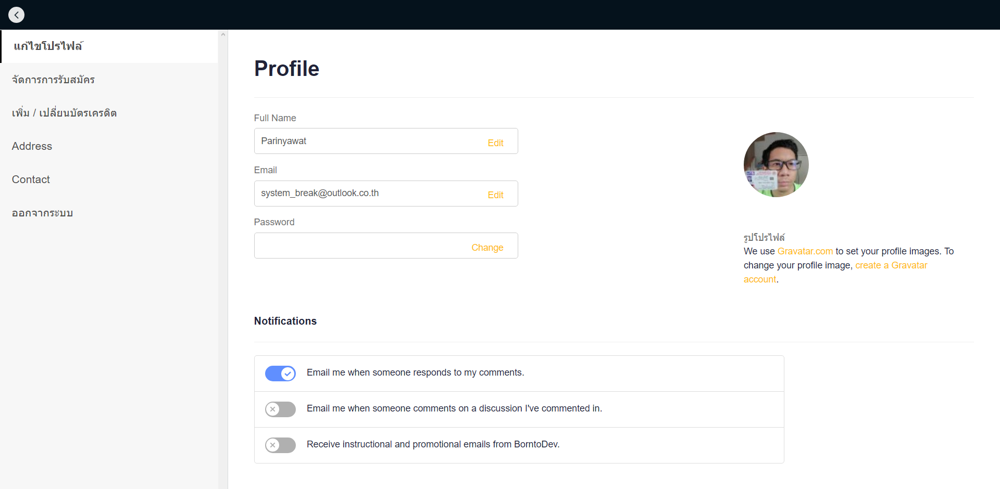 แก้ไขโปรไฟล์
จัดการการรับสมัคร
เพิ่ม / เปลี่ยนบัตรเครดิต
Address
Contact
ออกจากระบบ
Profile
Full Name
Parinyawat
Edit
Email
system_break@outlook.co.th
Edit
Password
Change
รูปโปรไฟล์
We use Gravatar.com to set your profile images. To
change your profile image, create a Gravatar
account.
Notifications
Email me when someone responds to my comments.
Email me when someone comments on a discussion I've commented in.
Receive instructional and promotional emails from BorntoDev.